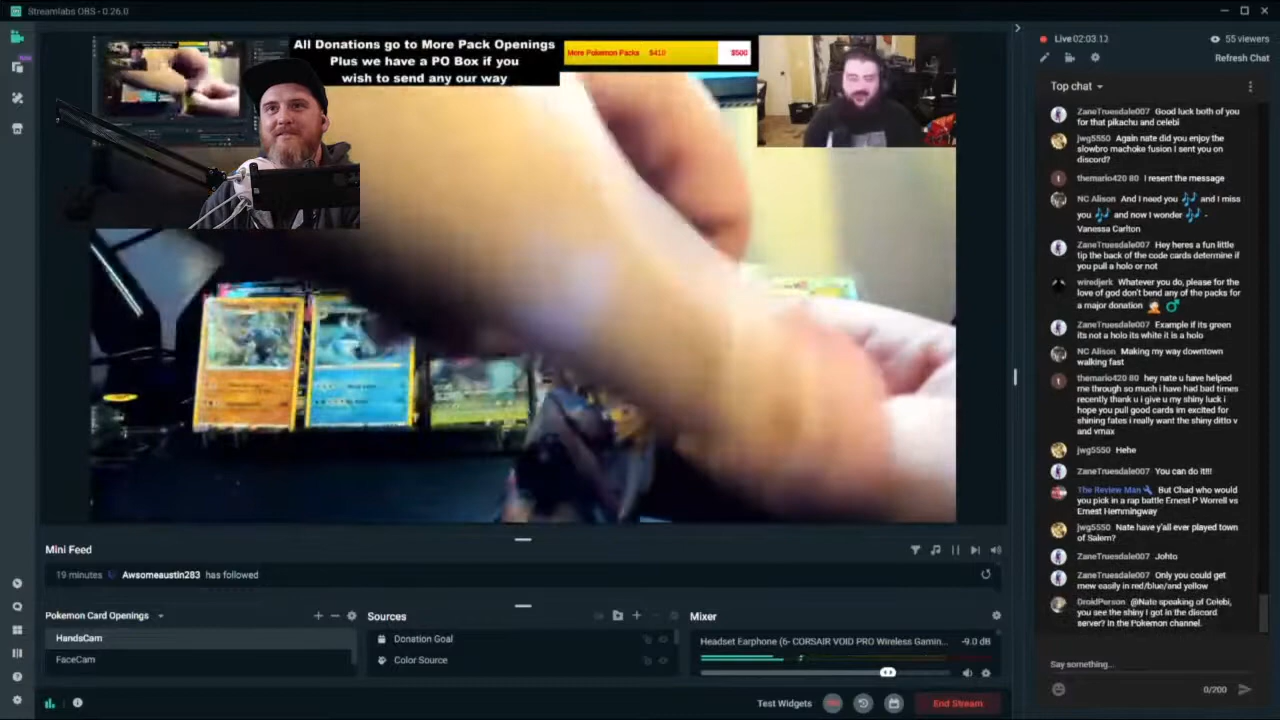 Streamlabs OBS - 0.26.0
All Donations go to More Pack Openings
Plus we have a PO Box if you
wish to send any our way
More Pokemon Packs $410
$500
Live 02:03:13
55 viewers
Refresh Chat
Top chat
ZaneTruesdale007 Good luck both of you
for that pikachu and celebi
jwg5550 Again nate did you enjoy the
slowbro machoke fusion I sent you on
discord?
themario420 80 I resent the message
NC Alison And I need you 🎶 and I miss
you 🎶 and now I wonder 🎶 -
Vanessa Carlton
ZaneTruesdale007 Hey heres a fun little
tip the back of the code cards determine if
you pull a holo or not
wiredjerk Whatever you do, please for the
love of god don't bend any of the packs for
a major donation
ZaneTruesdale007 Example if its green
its not a holo its white it is a holo
NC Alison Making my way downtown
walking fast
themario420 80 hey nate u have helped
me through so much i have had bad times
recently thank u i give u my shiny luck i
hope you pull good cards im excited for
shining fates i really want the shiny ditto v
and vmax
jwg5550 Hehe
ZaneTruesdale007 You can do it!!!
The Review Man But Chad who would
you pick in a rap battle Ernest P Worrell vs
Ernest Hemmingway
jwg5550 Nate have y'all ever played town
of Salem?
ZaneTruesdale007 Johto
ZaneTruesdale007 Only you could get
mew easily in red/blue/and yellow
DroidPerson @Nate speaking of Celebi,
you see the shiny I got in the discord
server? In the Pokemon channel.
Say something...
0/200
Mini Feed
19 minutes Awsomeaustin283 has followed
Pokemon Card Openings
HandsCam
FaceCam
Sources
Donation Goal
Color Source
Mixer
Headset Earphone (6- CORSAIR VOID PRO Wireless Gamin... -9.0 dB
Test Widgets
End Stream